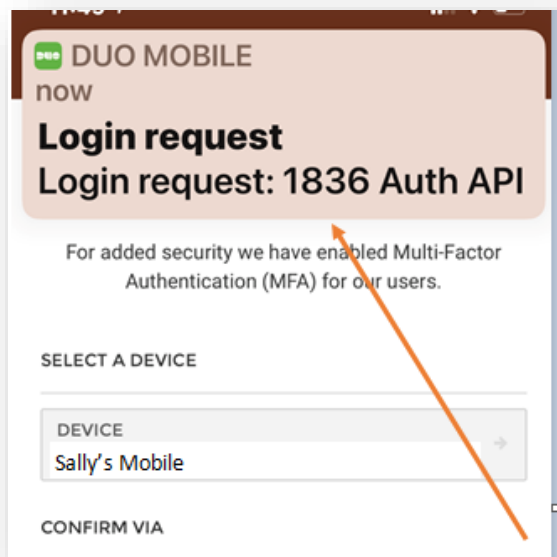 DUO MOBILE
now
Login request
Login request: 1836 Auth API
For added security we have enabled Multi-Factor
Authentication (MFA) for our users.
SELECT A DEVICE
DEVICE
Sally's Mobile
CONFIRM VIA